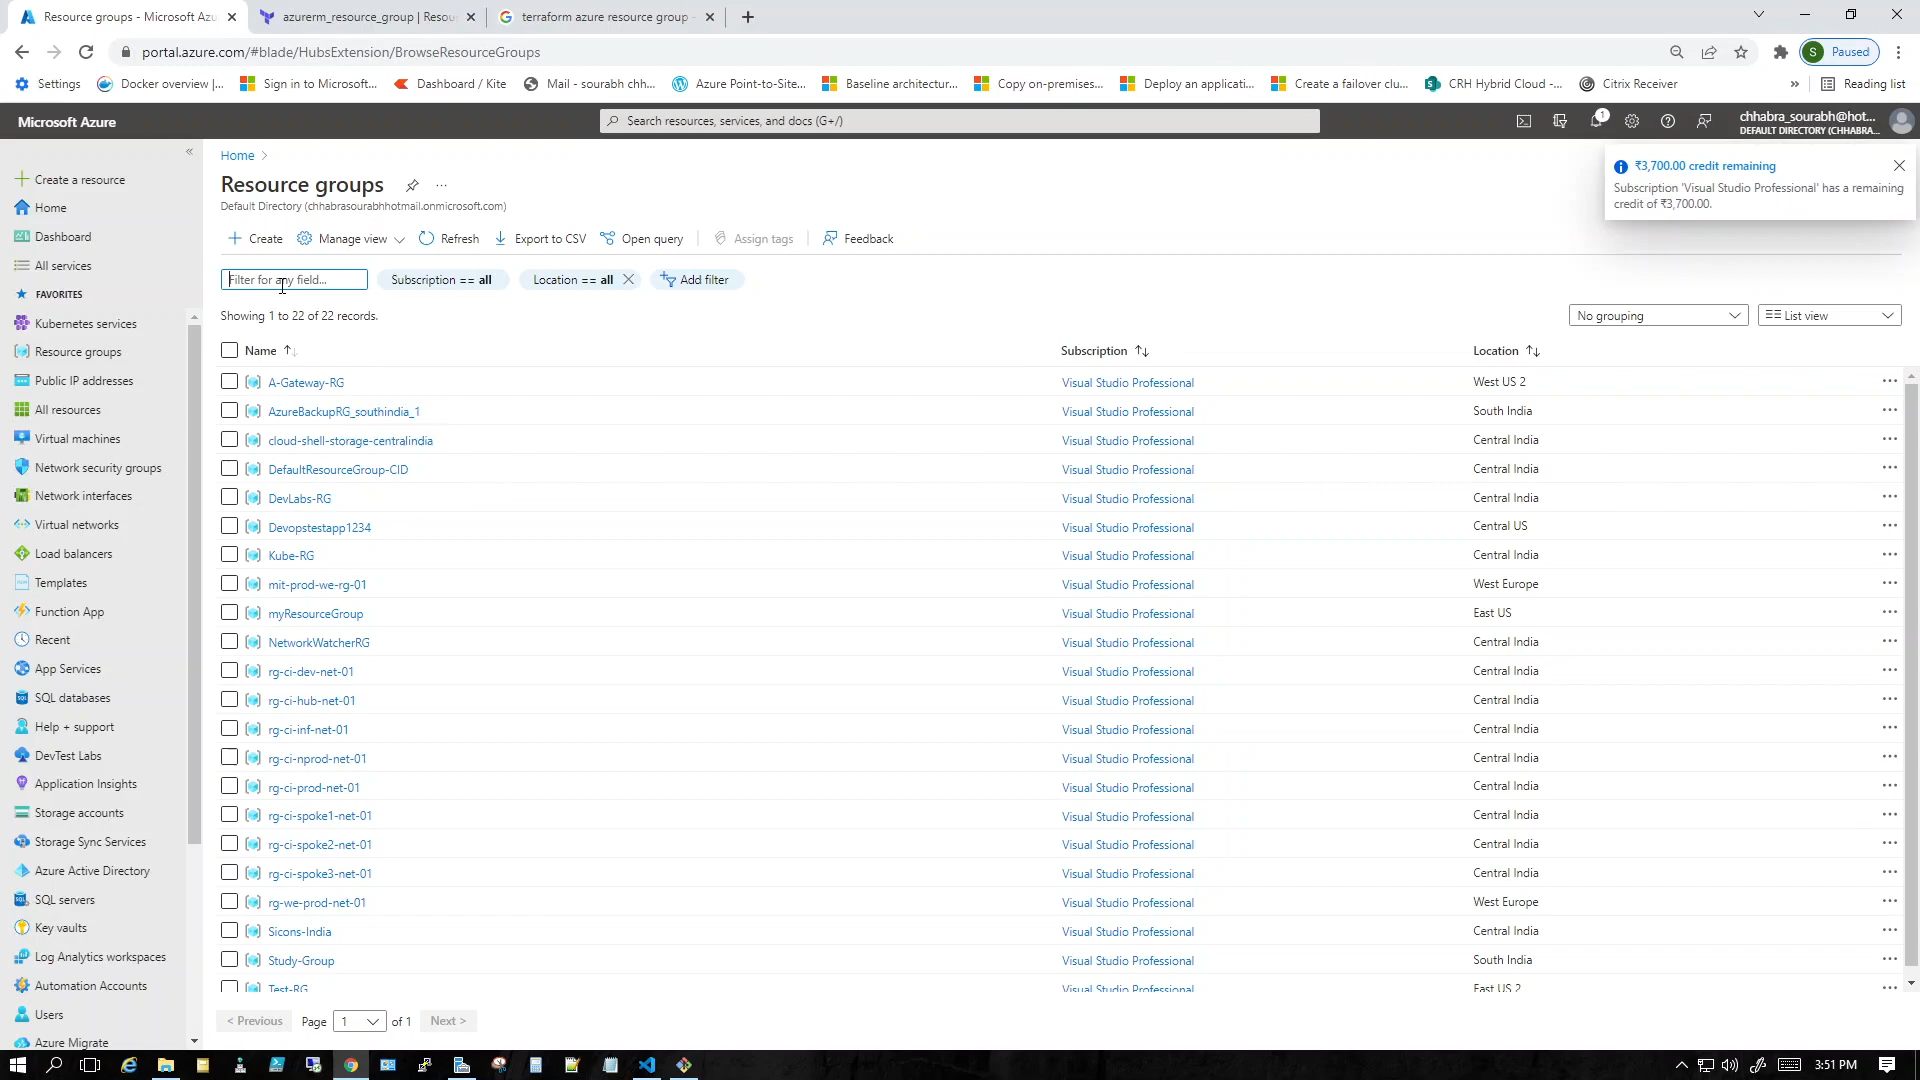 Resource groups - Microsoft Azu
azurerm_resource_group | Resou
terraform azure resource group -
portal.azure.com/#blade/HubsExtension/BrowseResourceGroups
S Paused
Settings
Docker overview |...
Sign in to Microsoft...
Dashboard / Kite
Mail - sourabh chh...
Azure Point-to-Site...
Baseline architectur...
Copy on-premises...
Deploy an applicati...
Create a failover clu...
CRH Hybrid Cloud -...
Citrix Receiver
»
Reading list
Microsoft Azure
Search resources, services, and docs (G+/)
1
chhabra_sourabh@hot...
DEFAULT DIRECTORY (CHHABRA...
₹3,700.00 credit remaining
Subscription 'Visual Studio Professional' has a remaining
credit of ₹3,700.00.
«
Create a resource
Home
Dashboard
All services
FAVORITES
Kubernetes services
Resource groups
Public IP addresses
All resources
Virtual machines
Network security groups
Network interfaces
Virtual networks
Load balancers
Templates
Function App
Recent
App Services
SQL databases
Help + support
DevTest Labs
Application Insights
Storage accounts
Storage Sync Services
Azure Active Directory
SQL servers
Key vaults
Log Analytics workspaces
Automation Accounts
Users
Azure Migrate
Home >
Resource groups
...
Default Directory (chhabrasourabhhotmail.onmicrosoft.com)
Create
Manage view
Refresh
Export to CSV
Open query
Assign tags
Feedback
Filter for any field...
Subscription == all
Location == all
Add filter
Showing 1 to 22 of 22 records.
No grouping
List view
Name Subscription Location
A-Gateway-RG Visual Studio Professional West US 2 ...
AzureBackupRG_southindia_1 Visual Studio Professional South India ...
cloud-shell-storage-centralindia Visual Studio Professional Central India ...
DefaultResourceGroup-CID Visual Studio Professional Central India ...
DevLabs-RG Visual Studio Professional Central India ...
Devopstestapp1234 Visual Studio Professional Central US ...
Kube-RG Visual Studio Professional Central India ...
mit-prod-we-rg-01 Visual Studio Professional West Europe ...
myResourceGroup Visual Studio Professional East US ...
NetworkWatcherRG Visual Studio Professional Central India ...
rg-ci-dev-net-01 Visual Studio Professional Central India ...
rg-ci-hub-net-01 Visual Studio Professional Central India ...
rg-ci-inf-net-01 Visual Studio Professional Central India ...
rg-ci-nprod-net-01 Visual Studio Professional Central India ...
rg-ci-prod-net-01 Visual Studio Professional Central India ...
rg-ci-spoke1-net-01 Visual Studio Professional Central India ...
rg-ci-spoke2-net-01 Visual Studio Professional Central India ...
rg-ci-spoke3-net-01 Visual Studio Professional Central India ...
rg-we-prod-net-01 Visual Studio Professional West Europe ...
Sicons-India Visual Studio Professional Central India ...
Study-Group Visual Studio Professional South India ...
Test-RG Visual Studio Professional East US 2 ...
< Previous Page 1 of 1 Next >
3:51 PM